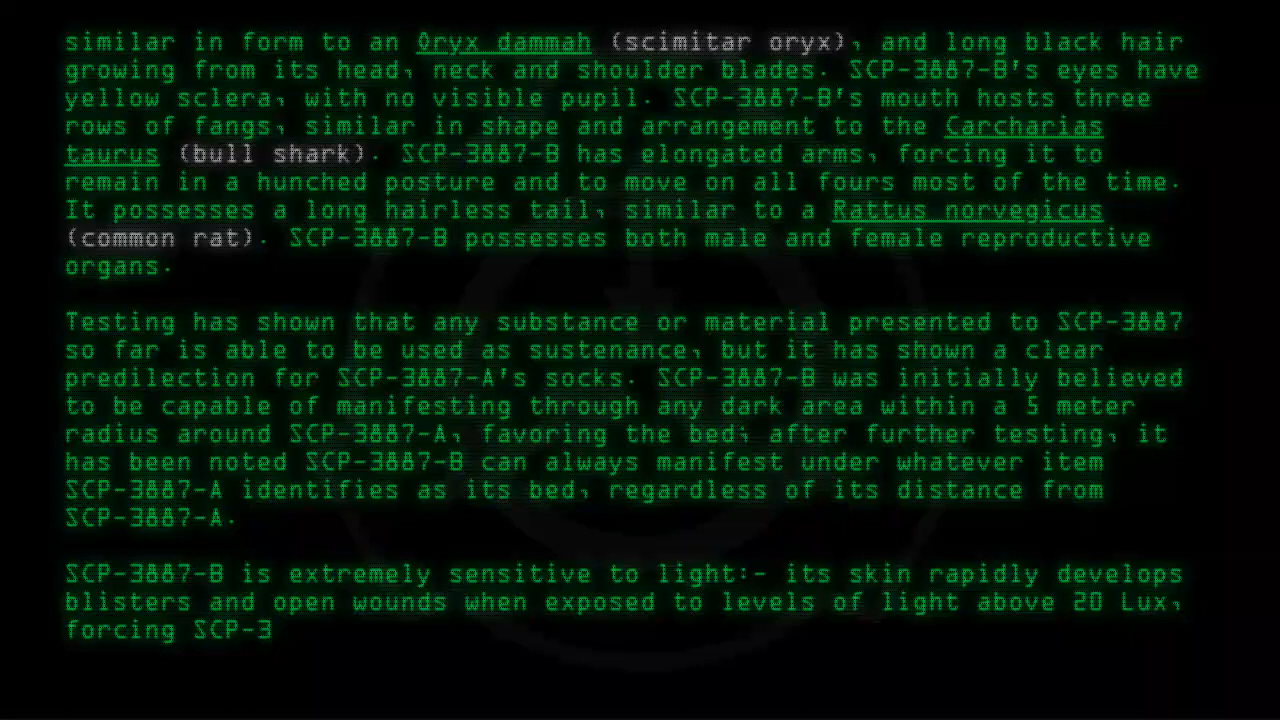 similar in form to an Oryx dammah (scimitar oryx), and long black hair
growing from its head, neck and shoulder blades. SCP-3887-B's eyes have
yellow sclera, with no visible pupil. SCP-3887-B's mouth hosts three
rows of fangs, similar in shape and arrangement to the Carcharias
taurus (bull shark). SCP-3887-B has elongated arms, forcing it to
remain in a hunched posture and to move on all fours most of the time.
It possesses a long hairless tail, similar to a Rattus norvegicus
(common rat). SCP-3887-B possesses both male and female reproductive
organs.
Testing has shown that any substance or material presented to SCP-3887
so far is able to be used as sustenance, but it has shown a clear
predilection for SCP-3887-A's socks. SCP-3887-B was initially believed
to be capable of manifesting through any dark area within a 5 meter
radius around SCP-3887-A, favoring the bed; after further testing, it
has been noted SCP-3887-B can always manifest under whatever item
SCP-3887-A identifies as its bed, regardless of its distance from
SCP-3887-A.
SCP-3887-B is extremely sensitive to light:- its skin rapidly develops
blisters and open wounds when exposed to levels of light above 20 Lux,
forcing SCP-3